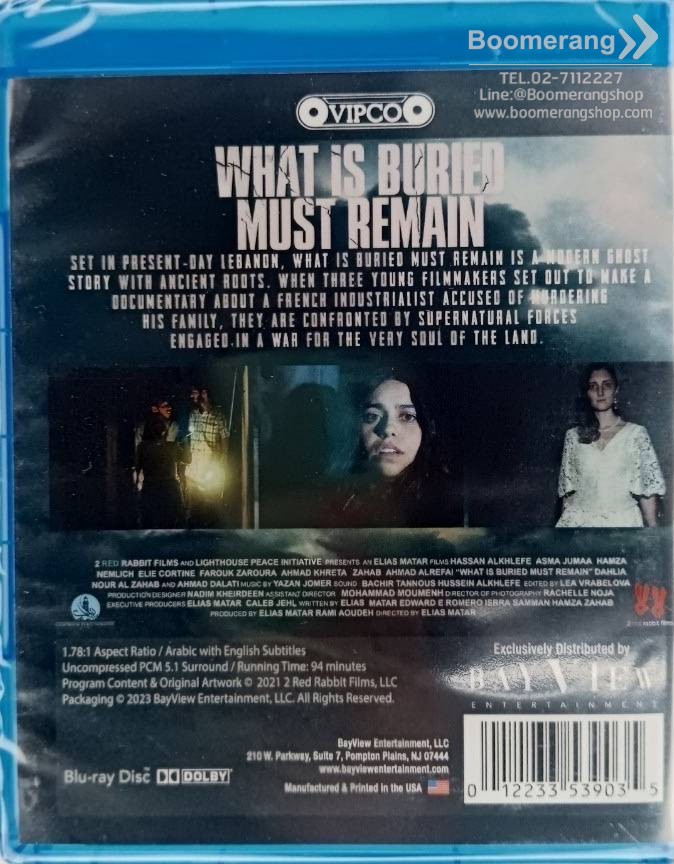 Boomerang
TEL.02-7112227
Line:@Boomerangshop
www.boomerangshop.com
VIPCO
WHAT IS BURIED
MUST REMAIN
SET IN PRESENT-DAY LEBANON, WHAT IS BURIED MUST REMAIN IS A MODERN GHOST
STORY WITH ANCIENT ROOTS. WHEN THREE YOUNG FILMMAKERS SET OUT TO MAKE A
DOCUMENTARY ABOUT A FRENCH INDUSTRIALIST ACCUSED OF MURDERING
HIS FAMILY, THEY ARE CONFRONTED BY SUPERNATURAL FORCES
ENGAGED IN A WAR FOR THE VERY SOUL OF THE LAND.
2 RED RABBIT FILMS AND LIGHTHOUSE PEACE INITIATIVE PRESENTS AN ELIAS MATAR FILMS HASSAN ALKHLEFE ASMA JUMAA HAMZA
NEMLICH ELIE CORTINE FAROUK ZAROURA AHMAD KHRETA ZAHAB AHMAD ALREFAI "WHAT IS BURIED MUST REMAIN" DAHLIA
NOUR AL ZAHAB AND AHMAD DALATI MUSIC BY YAZAN JOMER SOUND BACHIR TANNOUS HUSSEIN ALKHLEFE EDITED BY LEA VRABELOVA
PRODUCTION DESIGNER NADIM KHEIRDEEN ASSISTANT DIRECTOR MOHAMMAD MOUMENH DIRECTOR OF PHOTOGRAPHY RACHELLE NOJA
EXECUTIVE PRODUCERS ELIAS MATAR CALEB JEHL WRITTEN BY ELIAS MATAR EDWARD E ROMERO ISRRA SAMMAN HAMZA ZAHAB
PRODUCED BY ELIAS MATAR RAMI AOUDEH DIRECTED BY ELIAS MATAR
rabbit films
1.78:1 Aspect Ratio / Arabic with English Subtitles
Uncompressed PCM 5.1 Surround / Running Time: 94 minutes
Program Content & Original Artwork © 2021 2 Red Rabbit Films, LLC
Packaging © 2023 BayView Entertainment, LLC. All Rights Reserved.
Exclusively Distributed by
BAYVIEW
ENTERTAINMENT
BayView Entertainment, LLC
210 W. Parkway, Suite 7, Pompton Plains, NJ 07444
www.bayviewentertainment.com
Manufactured & Printed in the USA
Blu-ray Disc™ DOLBY
0 12233 53903 5